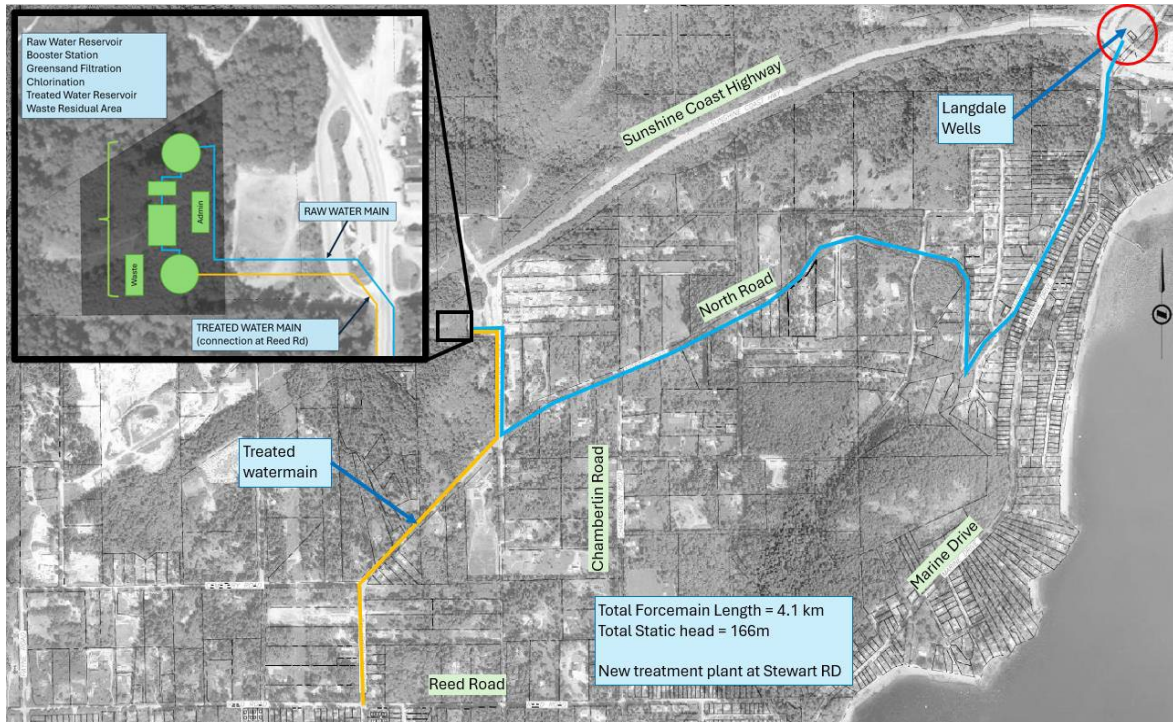 Raw Water Reservoir
Booster Station
Greensand Filtration
Chlorination
Treated Water Reservoir
Waste Residual Area
Admin
Waste
RAW WATER MAIN
TREATED WATER MAIN
(connection at Reed Rd)
Sunshine Coast Highway
Langdale
Wells
North Road
Treated
watermain
Chamberlin Road
Marine Drive
Total Forcemain Length = 4.1 km
Total Static head = 166m
New treatment plant at Stewart RD
Reed Road